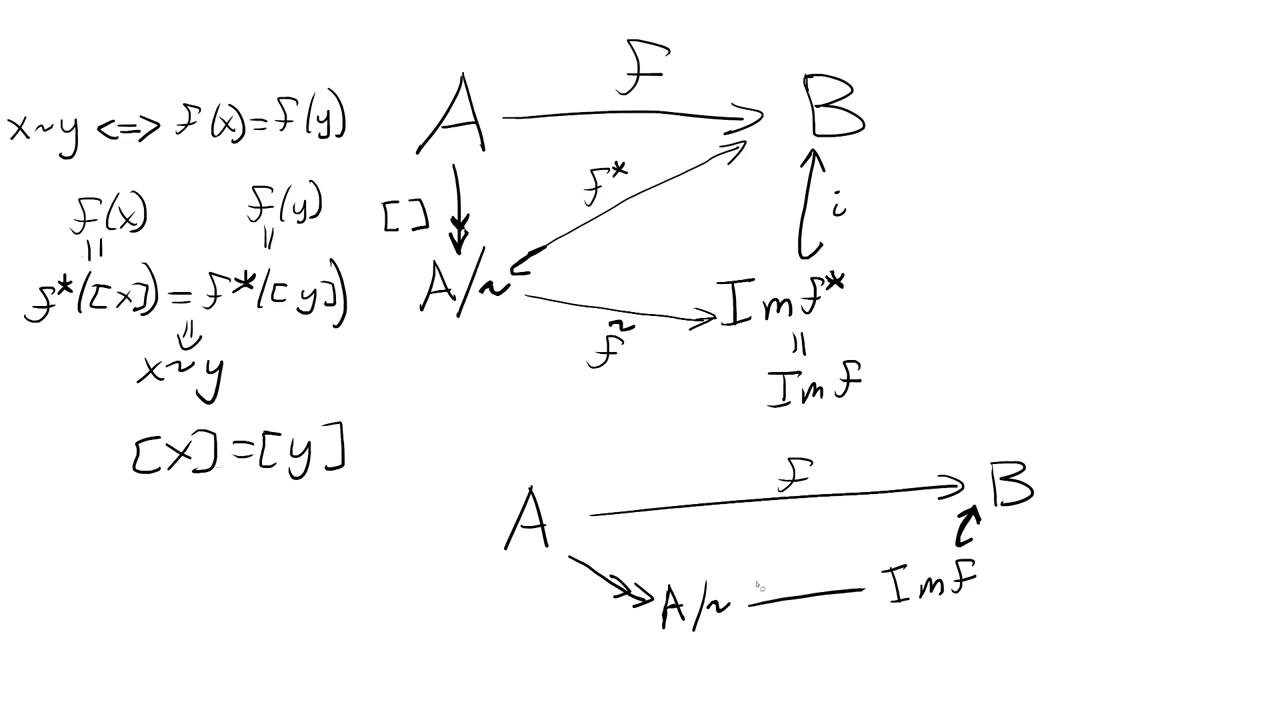 x~y <=> f(x)=f(y)
f(x) f(y)
= =
f*([x]) = f*([y])
⇓
x~y
[x]=[y]
f
A B
f*
[ ] i
A/~ Im f*
f̃ =
Im f
f
A B
A/~ Im f